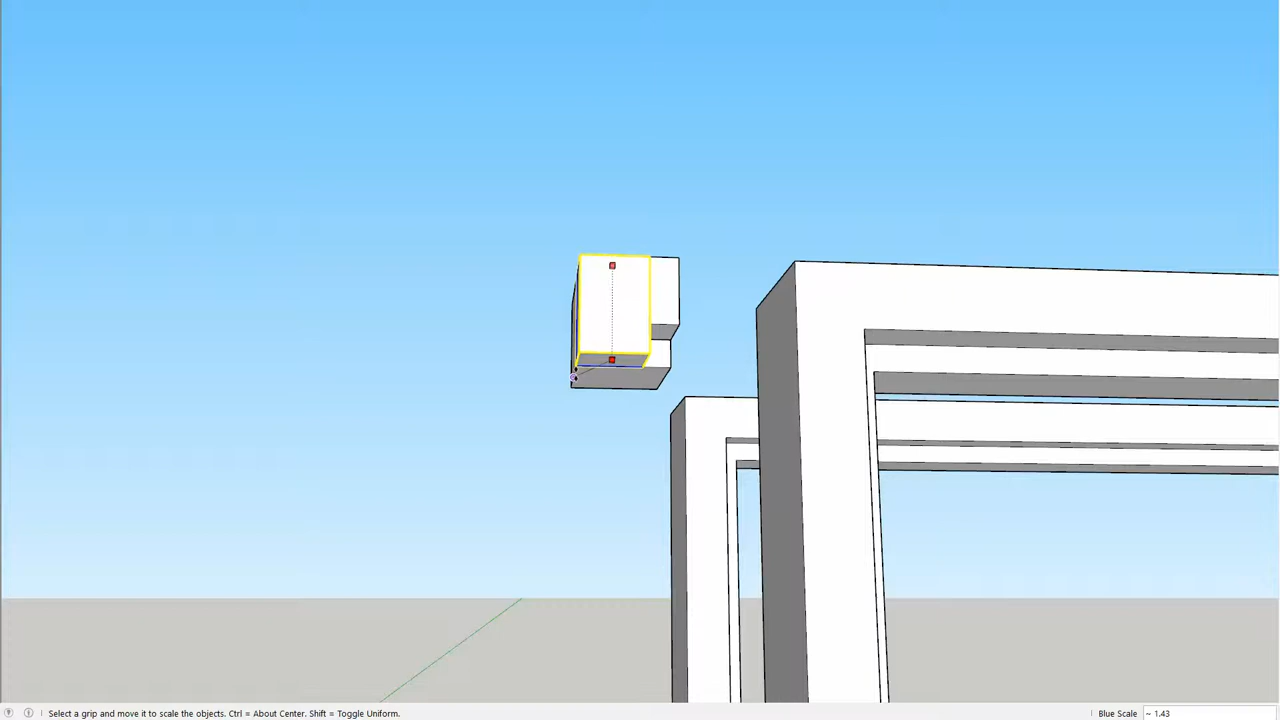 Select a grip and move it to scale the objects. Ctrl = About Center. Shift = Toggle Uniform.
Blue Scale ~ 1.43